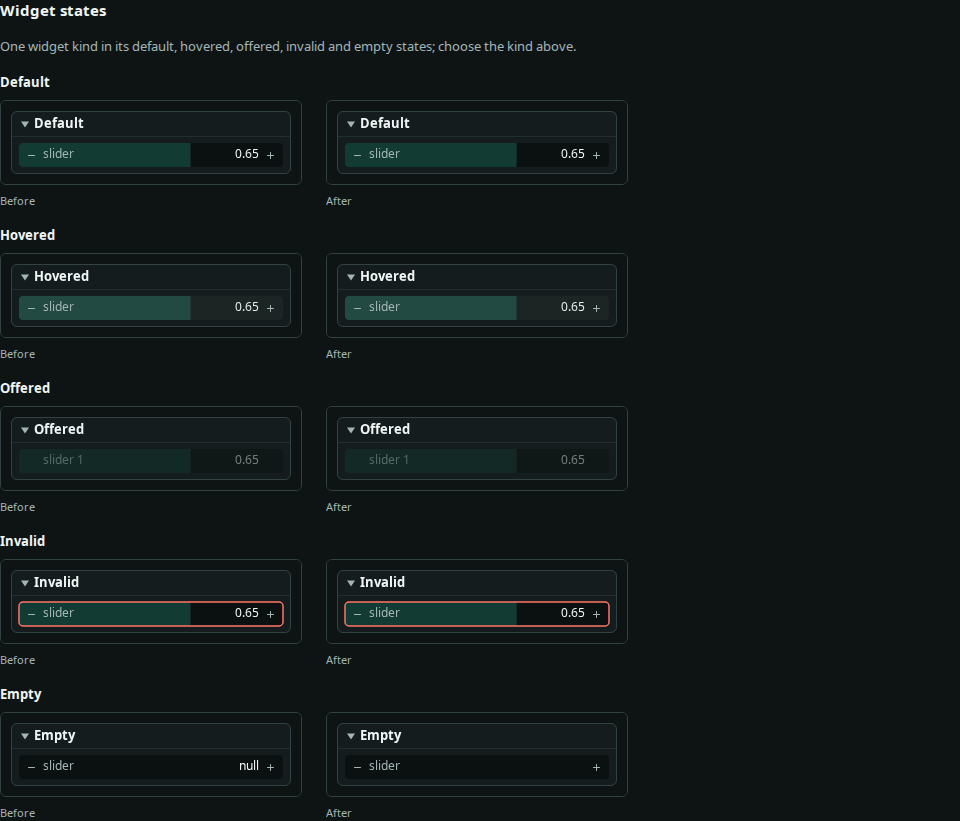 Widget states
One widget kind in its default, hovered, offered, invalid and empty states; choose the kind above.
Default
▼ Default
▼ Default
– slider 0.65 +
– slider 0.65 +
Before
After
Hovered
▼ Hovered
▼ Hovered
– slider 0.65 +
– slider 0.65 +
Before
After
Offered
▼ Offered
▼ Offered
slider 1 0.65
slider 1 0.65
Before
After
Invalid
▼ Invalid
▼ Invalid
– slider 0.65 +
– slider 0.65 +
Before
After
Empty
▼ Empty
▼ Empty
– slider null +
– slider +
Before
After